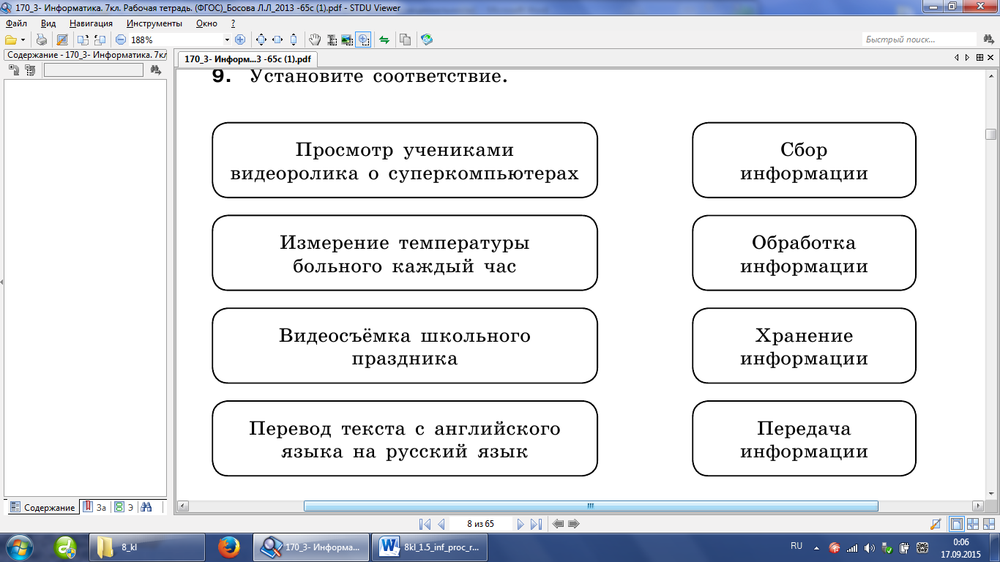 170_3- Информатика. 7кл. Рабочая тетрадь. (ФГОС)_Босова Л.Л_2013 -65с (1).pdf - STDU Viewer
Файл Вид Навигация Инструменты Окно ?
188%
Быстрый поиск...
Содержание - 170_3- Информатика. 7кл
170_3- Информ...3 -65с (1).pdf
9. Установите соответствие.
Просмотр учениками
видеоролика о суперкомпьютерах
Сбор
информации
Измерение температуры
больного каждый час
Обработка
информации
Видеосъёмка школьного
праздника
Хранение
информации
Перевод текста с английского
языка на русский язык
Передача
информации
Содержание За Э
8 из 65
8_kl
170_3- Информа...
8kl_1.5_inf_proc_r...
RU
0:06
17.09.2015